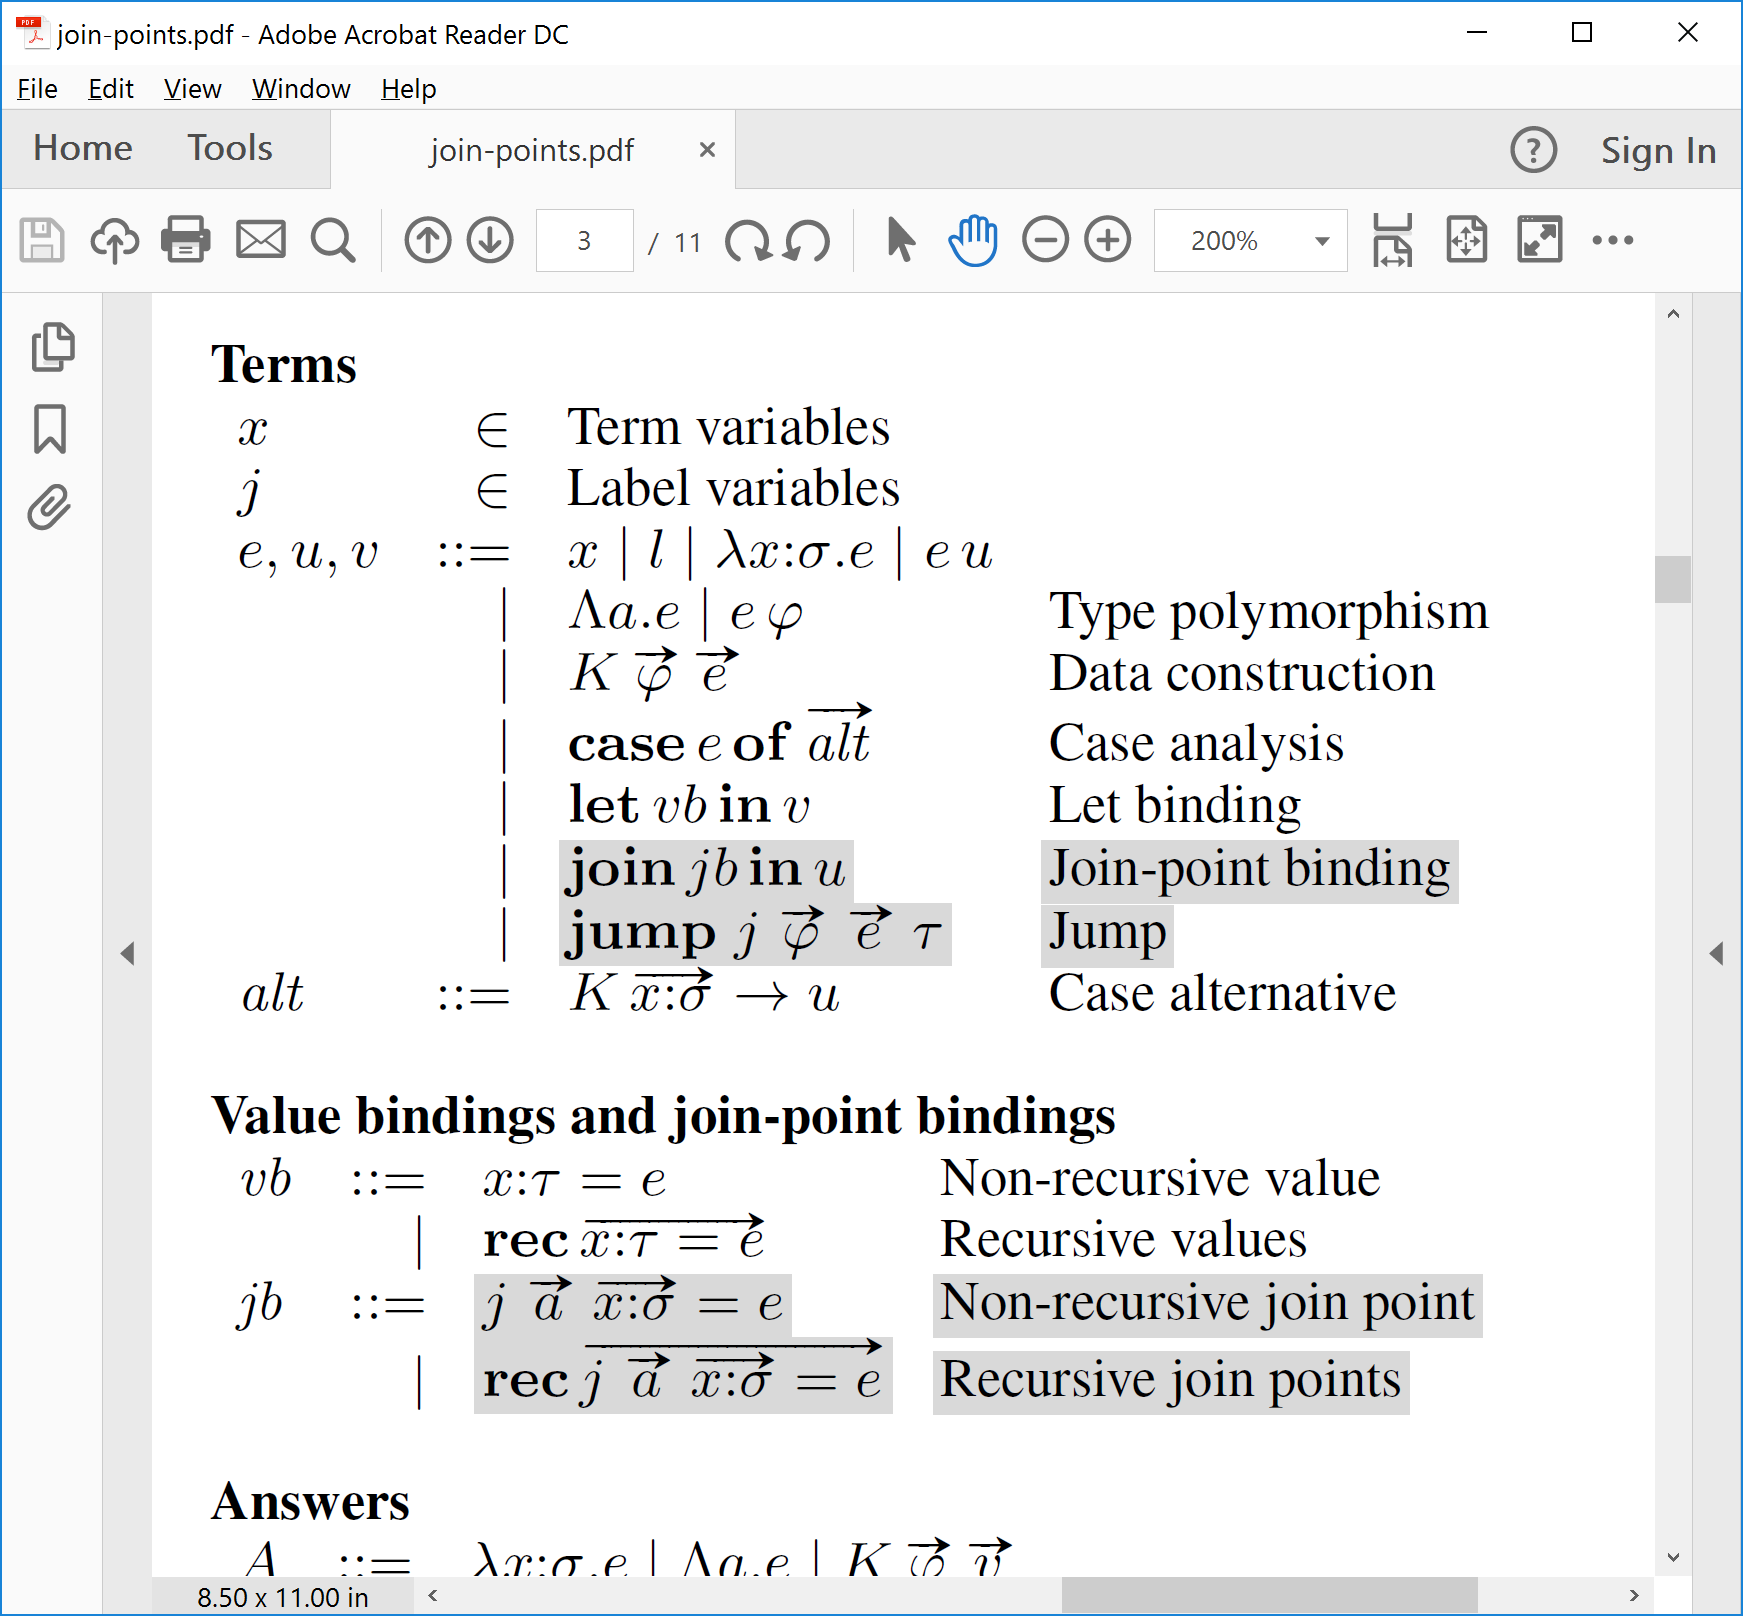 join-points.pdf - Adobe Acrobat Reader DC
File Edit View Window Help
Home Tools join-points.pdf × ? Sign In
3 / 11 200%
Terms
x ∈ Term variables
j ∈ Label variables
e, u, v ::= x | l | λx:σ.e | e u
| Λa.e | e φ Type polymorphism
| K φ⃗ e⃗ Data construction
| case e of alt⃗ Case analysis
| let vb in v Let binding
| join jb in u Join-point binding
| jump j φ⃗ e⃗ τ Jump
alt ::= K x:σ⃗ → u Case alternative
Value bindings and join-point bindings
vb ::= x:τ = e Non-recursive value
| rec x:τ = e⃗ Recursive values
jb ::= j a⃗ x:σ⃗ = e Non-recursive join point
| rec j a⃗ x:σ⃗ = e⃗ Recursive join points
Answers
A ::= λx:σ.e | Λa.e | K φ⃗ v⃗
8.50 x 11.00 in